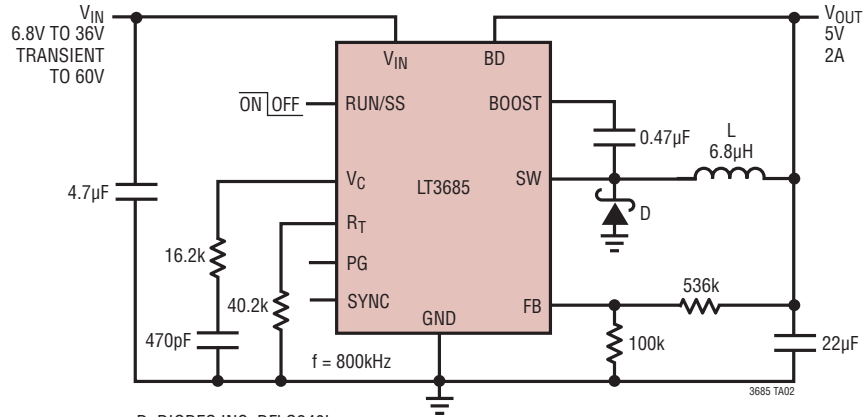 VIN
6.8V TO 36V
TRANSIENT
TO 60V
VOUT
5V
2A
VIN
BD
ON OFF
RUN/SS
BOOST
0.47µF
L
6.8µH
4.7µF
VC
LT3685
SW
RT
D
16.2k
PG
536k
40.2k
SYNC
FB
GND
470pF
f = 800kHz
100k
22µF
3685 TA02